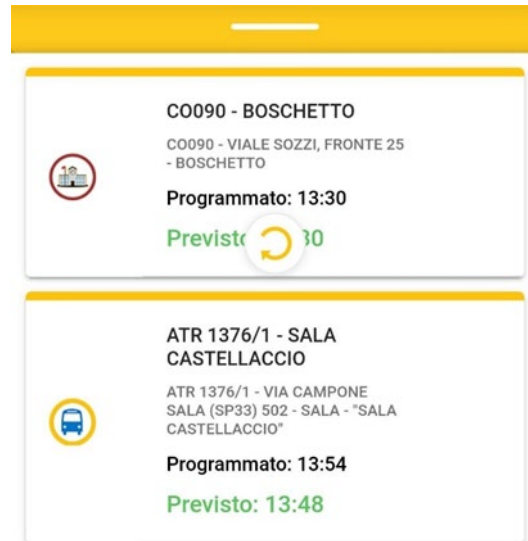 CO090 - BOSCHETTO
CO090 - VIALE SOZZI, FRONTE 25
- BOSCHETTO
Programmato: 13:30
ATR 1376/1 - SALA
CASTELLACCIO
ATR 1376/1 - VIA CAMPONE
SALA (SP33) 502 - SALA - "SALA
CASTELLACCIO"
Programmato: 13:54
Previsto: 13:48